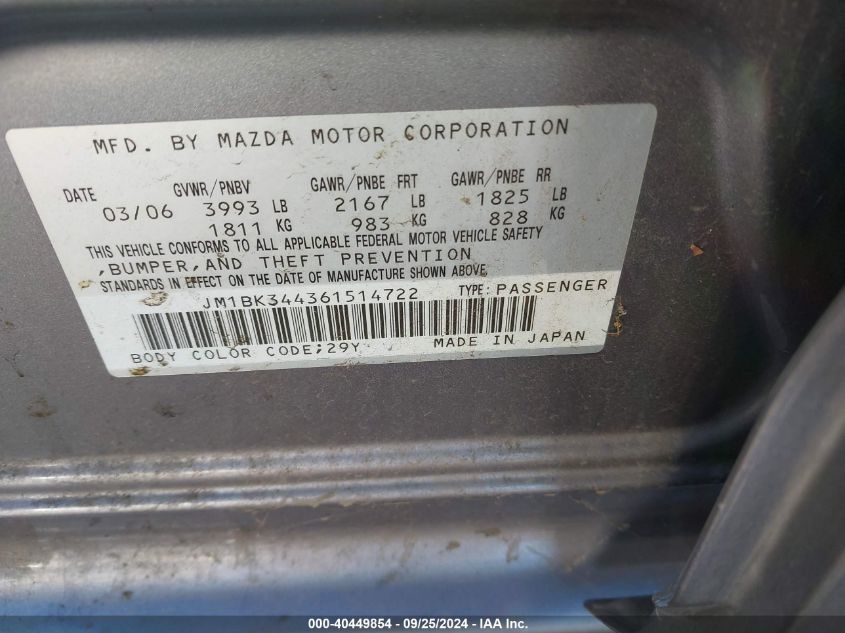 MFD. BY MAZDA MOTOR CORPORATION
DATE GVWR/PNBV GAWR/PNBE FRT GAWR/PNBE RR
03/06 3993 LB 2167 LB 1825 LB
1811 KG 983 KG 828 KG
THIS VEHICLE CONFORMS TO ALL APPLICABLE FEDERAL MOTOR VEHICLE SAFETY
,BUMPER,AND THEFT PREVENTION
STANDARDS IN EFFECT ON THE DATE OF MANUFACTURE SHOWN ABOVE.
JM1BK344361514722 TYPE: PASSENGER
BODY COLOR CODE;29Y MADE IN JAPAN
000-40449854 - 09/25/2024 - IAA Inc.